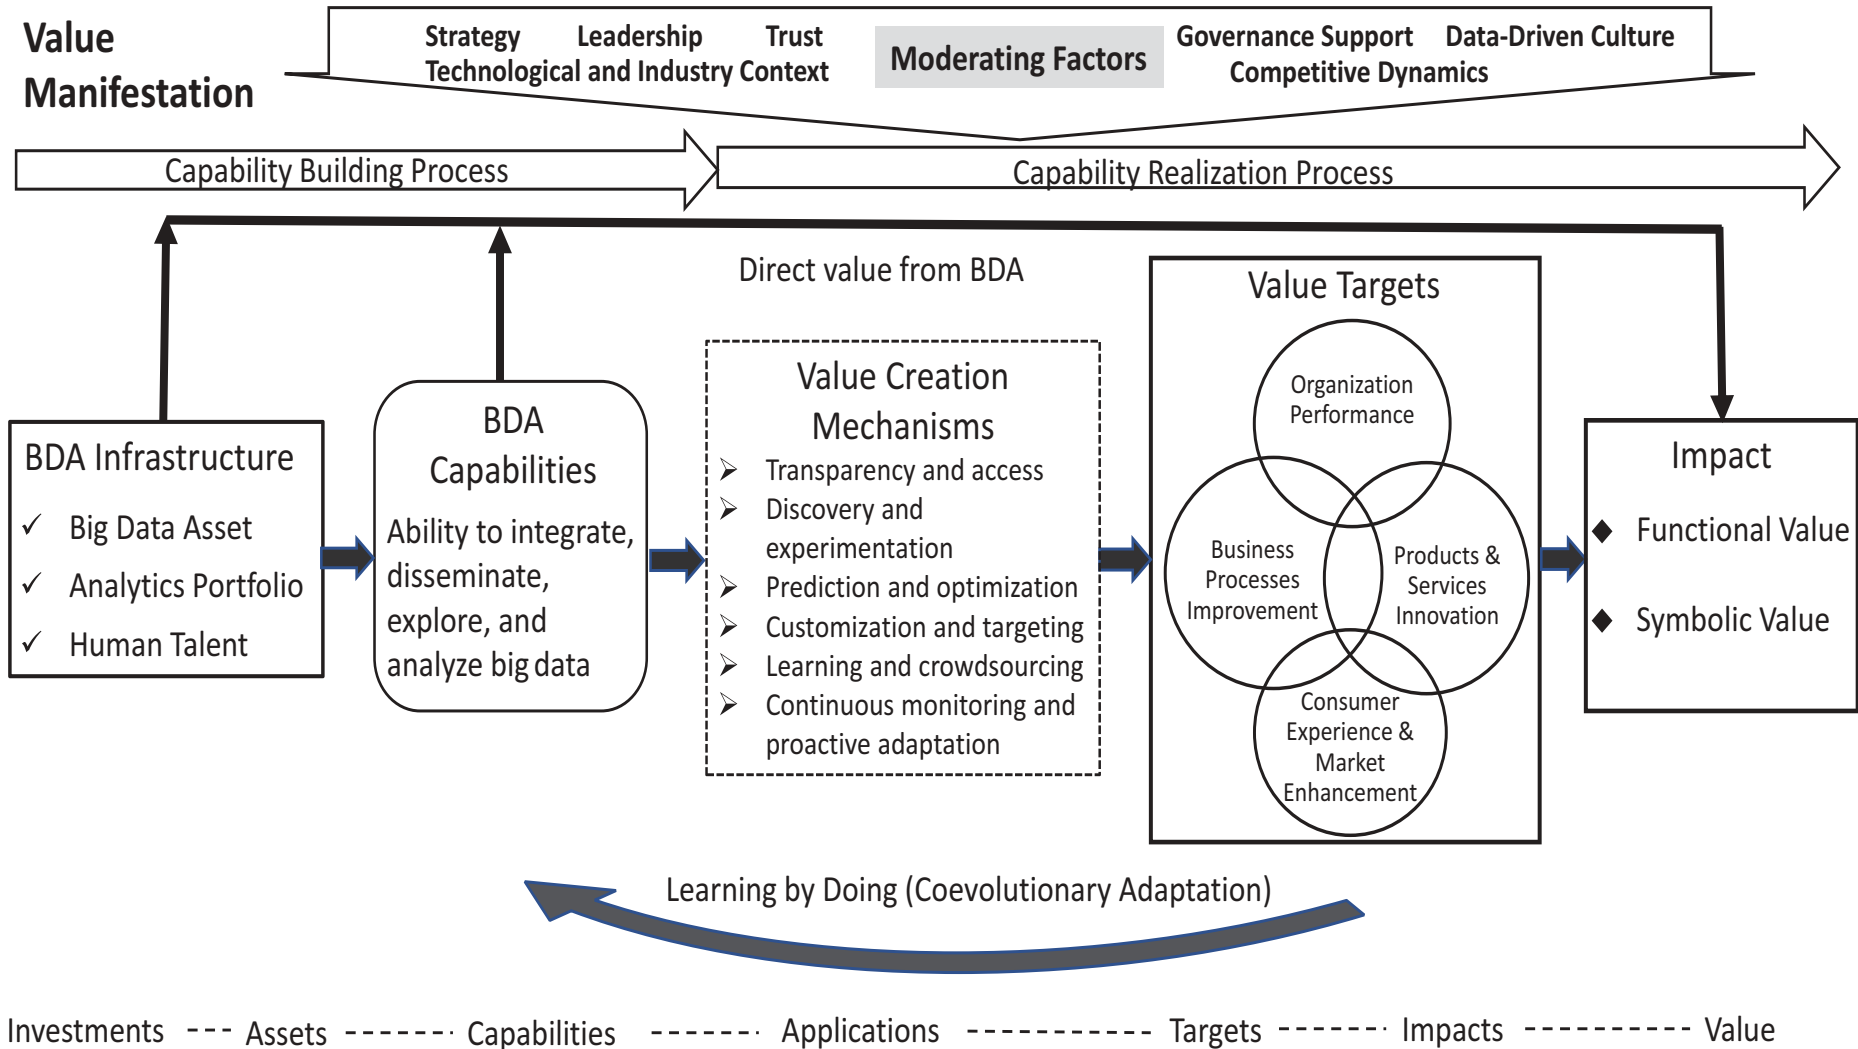 Value
Manifestation
Strategy Leadership Trust
Technological and Industry Context
Moderating Factors
Governance Support Data-Driven Culture
Competitive Dynamics
Capability Building Process
Capability Realization Process
Direct value from BDA
BDA Infrastructure
✓ Big Data Asset
✓ Analytics Portfolio
✓ Human Talent
BDA
Capabilities
Ability to integrate,
disseminate,
explore, and
analyze big data
Value Creation
Mechanisms
➢ Transparency and access
➢ Discovery and
experimentation
➢ Prediction and optimization
➢ Customization and targeting
➢ Learning and crowdsourcing
➢ Continuous monitoring and
proactive adaptation
Value Targets
Organization
Performance
Business
Processes
Improvement
Products &
Services
Innovation
Consumer
Experience &
Market
Enhancement
Impact
◆ Functional Value
◆ Symbolic Value
Learning by Doing (Coevolutionary Adaptation)
Investments --- Assets ------- Capabilities ------- Applications ------------ Targets ------- Impacts ----------- Value